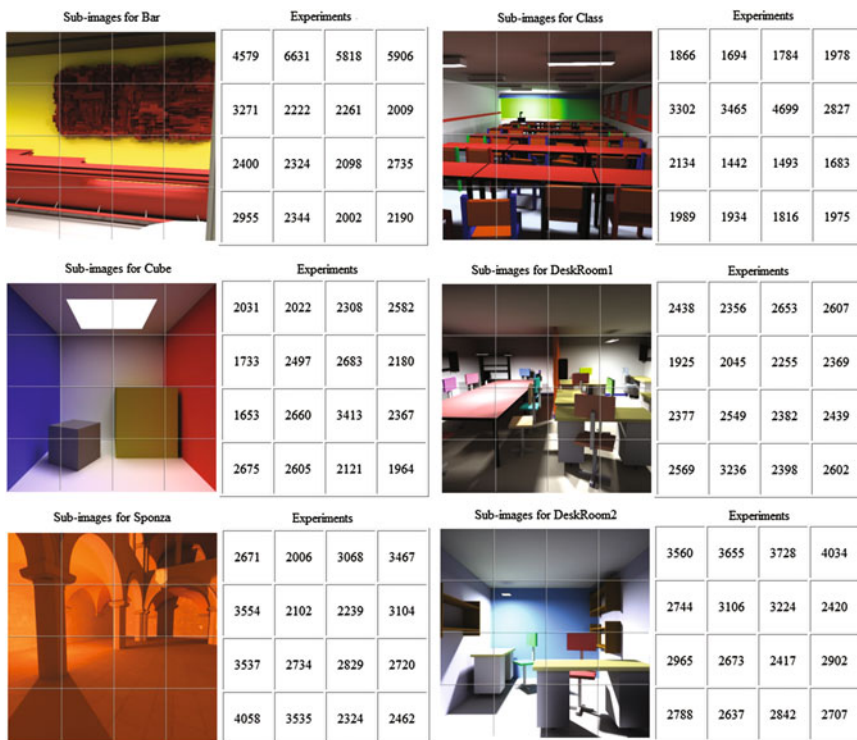 Sub-images for Bar
Experiments
4579 6631 5818 5906
3271 2222 2261 2009
2400 2324 2098 2735
2955 2344 2002 2190
Sub-images for Class
Experiments
1866 1694 1784 1978
3302 3465 4699 2827
2134 1442 1493 1683
1989 1934 1816 1975
Sub-images for Cube
Experiments
2031 2022 2308 2582
1733 2497 2683 2180
1653 2660 3413 2367
2675 2605 2121 1964
Sub-images for DeskRoom1
Experiments
2438 2356 2653 2607
1925 2045 2255 2369
2377 2549 2382 2439
2569 3236 2398 2602
Sub-images for Sponza
Experiments
2671 2006 3068 3467
3554 2102 2239 3104
3537 2734 2829 2720
4058 3535 2324 2462
Sub-images for DeskRoom2
Experiments
3560 3655 3728 4034
2744 3106 3224 2420
2965 2673 2417 2902
2788 2637 2842 2707